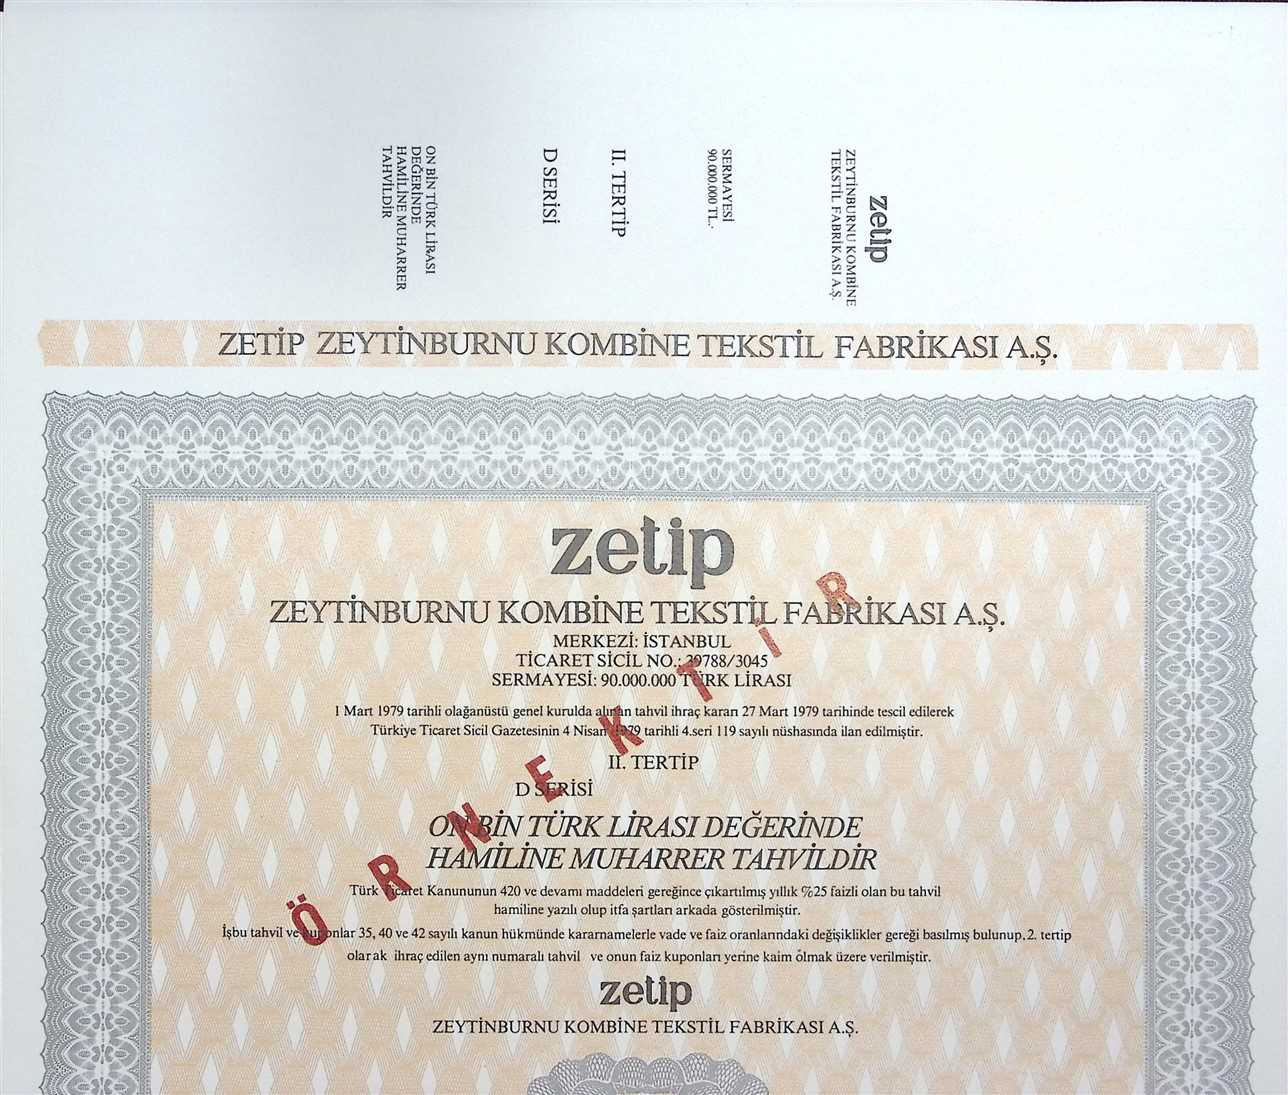 zetip
ZEYTİNBURNU KOMBİNE
TEKSTİL FABRİKASI A.Ş.
SERMAYESİ
90.000.000 TL.
II. TERTİP
D SERİSİ
ON BİN TÜRK LİRASI
DEĞERİNDE
HAMİLİNE MUHARRER
TAHVİLDİR
ZETİP ZEYTİNBURNU KOMBİNE TEKSTİL FABRİKASI A.Ş.
zetip
ZEYTİNBURNU KOMBİNE TEKSTİL FABRİKASI A.Ş.
MERKEZİ: İSTANBUL
TİCARET SİCİL NO.:
SERMAYESİ: 90.000.000 TÜRK LİRASI
1 Mart 1979 tarihli olağanüstü genel kurulda alınan tahvil ihraç kararı 27 Mart 1979 tarihinde tescil edilerek
Türkiye Ticaret Sicil Gazetesinin 4 Nisan 1979 tarihli 4.seri 119 sayılı nüshasında ilan edilmiştir.
II. TERTİP
D SERİSİ
ON BİN TÜRK LİRASI DEĞERİNDE
HAMİLİNE MUHARRER TAHVİLDİR
Türk Ticaret Kanununun 420 ve devamı maddeleri gereğince çıkartılmış yıllık %25 faizli olan bu tahvil
hamiline yazılı olup itfa şartları arkada gösterilmiştir.
İşbu tahvil ve kuponlar 35, 40 ve 42 sayılı kanun hükmünde kararnamelerle vade ve faiz oranlarındaki değişiklikler gereği basılmış bulunup, 2. tertip
olarak ihraç edilen aynı numaralı tahvil ve onun faiz kuponları yerine kaim olmak üzere verilmiştir.
zetip
ZEYTİNBURNU KOMBİNE TEKSTİL FABRİKASI A.Ş.
ÖRNEKTİR